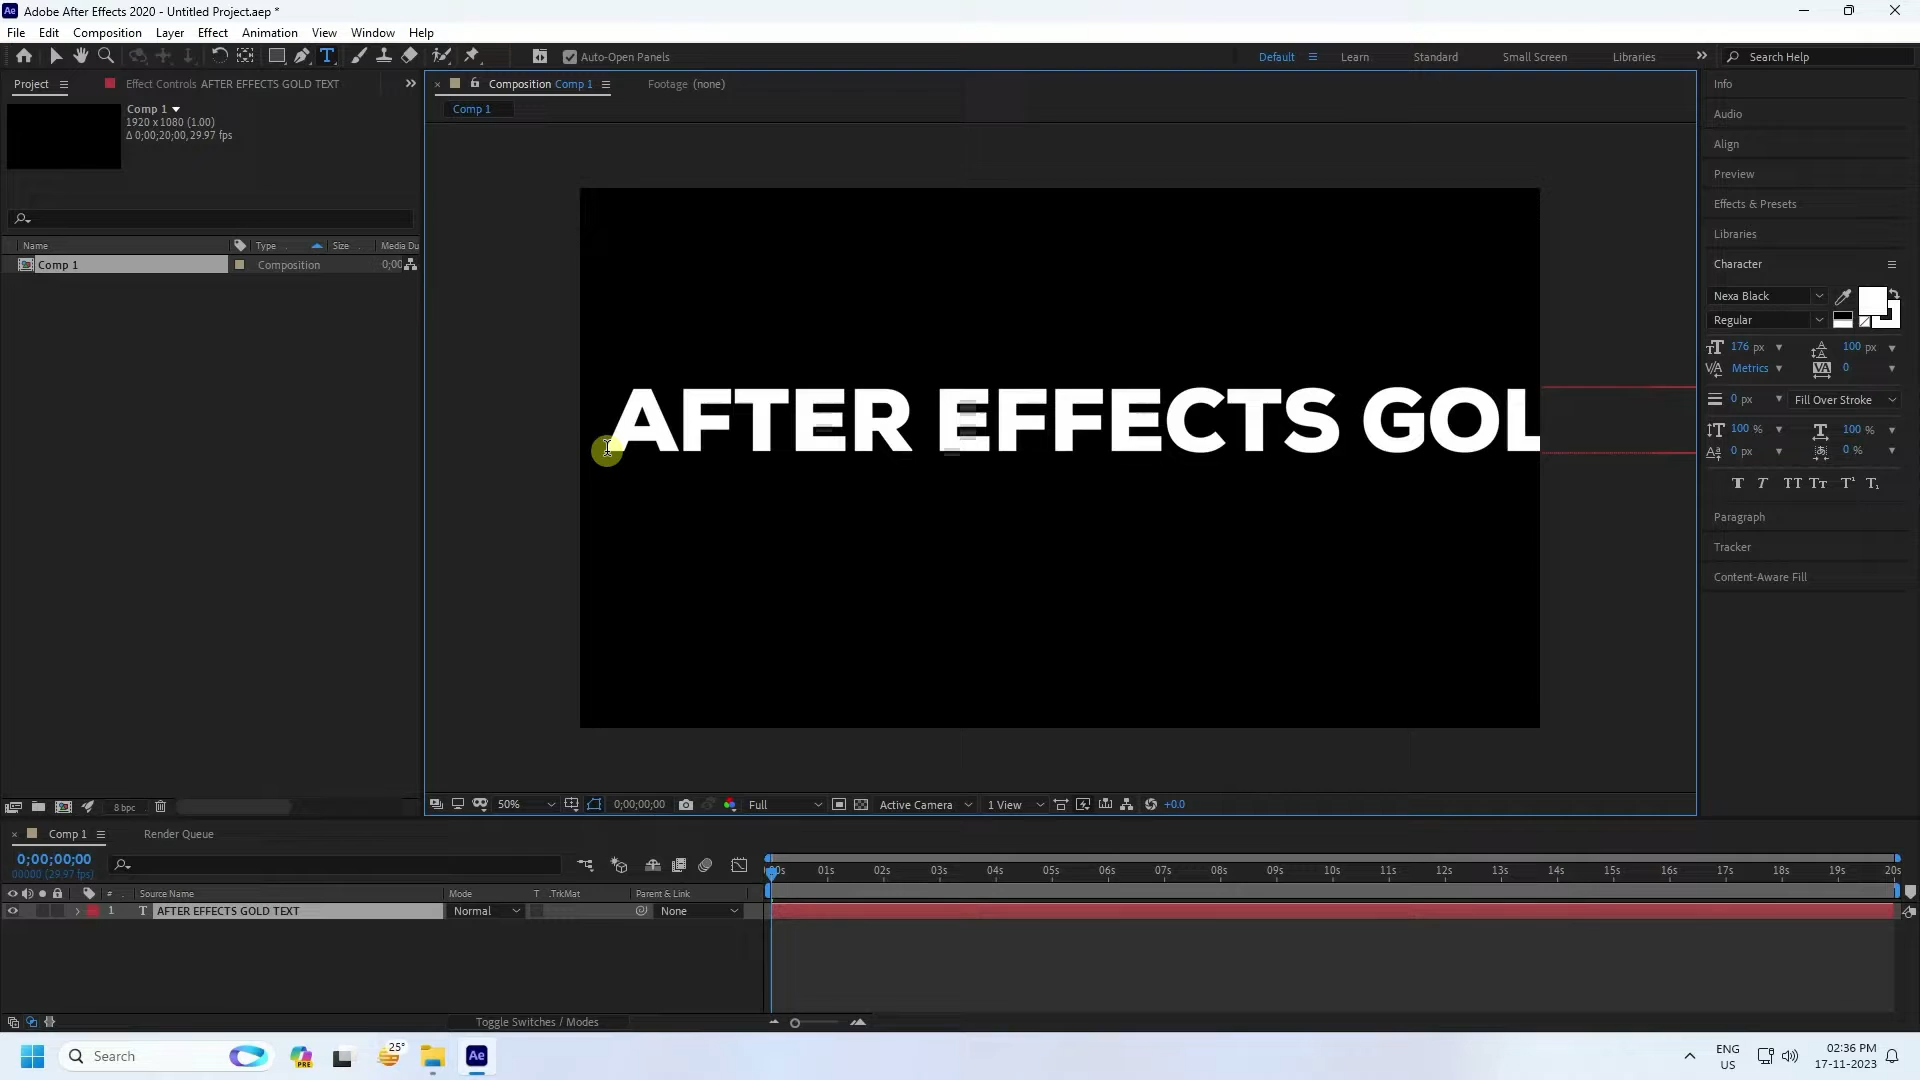 Adobe After Effects 2020 - Untitled Project.aep *
File Edit Composition Layer Effect Animation View Window Help
Auto-Open Panels
Default Learn Standard Small Screen Libraries Search Help
Project Effect Controls AFTER EFFECTS GOLD TEXT
Comp 1
1920 x 1080 (1.00)
Δ 0;00;20;00, 29.97 fps
Name Type Size Media Du
Comp 1 Composition 0;00
8 bpc
Composition Comp 1 Footage (none)
Comp 1
AFTER EFFECTS GOL
50% 0;00;00;00 Full Active Camera 1 View +0.0
Info
Audio
Align
Preview
Effects & Presets
Libraries
Character
Nexa Black
Regular
176 px 100 px
Metrics 0
0 px Fill Over Stroke
100 % 100 %
0 px 0 %
T T TT Tt T¹ T₁
Paragraph
Tracker
Content-Aware Fill
Comp 1 Render Queue
0;00;00;00
00000 (29.97 fps)
00s 01s 02s 03s 04s 05s 06s 07s 08s 09s 10s 11s 12s 13s 14s 15s 16s 17s 18s 19s 20s
# Source Name Mode T .TrkMat Parent & Link
1 T AFTER EFFECTS GOLD TEXT Normal None
Toggle Switches / Modes
Search PRE 25° Ae
ENG
US
02:36 PM
17-11-2023